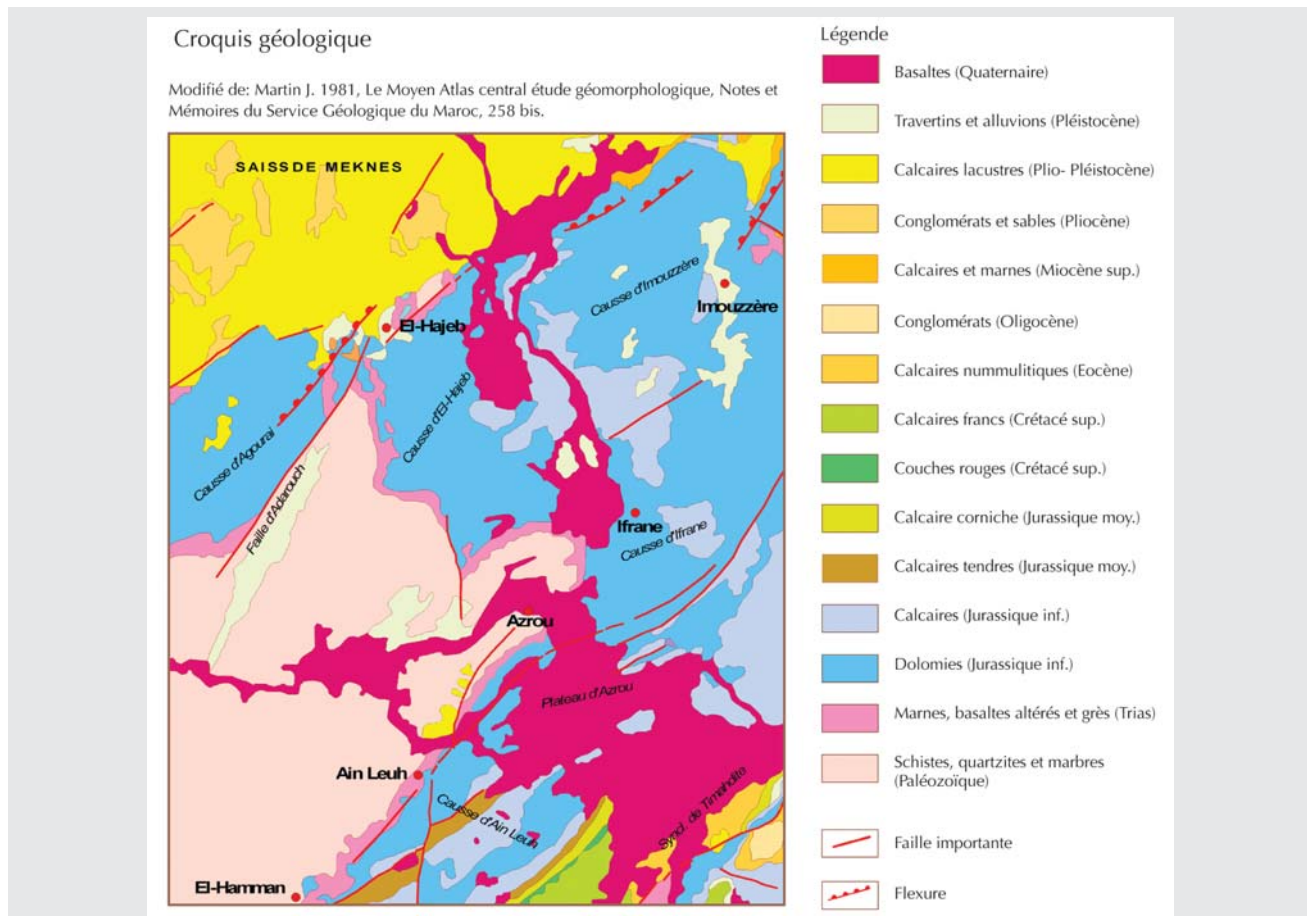 Croquis géologique
Modifié de: Martin J. 1981, Le Moyen Atlas central étude géomorphologique, Notes et
Mémoires du Service Géologique du Maroc, 258 bis.
SAISS DE MEKNES
Causse d'Imouzzère
Imouzzère
El-Hajeb
Causse d'El-Hajeb
Causse d'Agourai
Faille d'Adarouch
Ifrane
Causse d'Ifrane
Azrou
Plateau d'Azrou
Ain Leuh
Causse d'Ain Leuh
Synd. de Timahdite
El-Hamman
Légende
Basaltes (Quaternaire)
Travertins et alluvions (Pléistocène)
Calcaires lacustres (Plio- Pléistocène)
Conglomérats et sables (Pliocène)
Calcaires et marnes (Miocène sup.)
Conglomérats (Oligocène)
Calcaires nummulitiques (Eocène)
Calcaires francs (Crétacé sup.)
Couches rouges (Crétacé sup.)
Calcaire corniche (Jurassique moy.)
Calcaires tendres (Jurassique moy.)
Calcaires (Jurassique inf.)
Dolomies (Jurassique inf.)
Marnes, basaltes altérés et grès (Trias)
Schistes, quartzites et marbres
(Paléozoïque)
Faille importante
Flexure